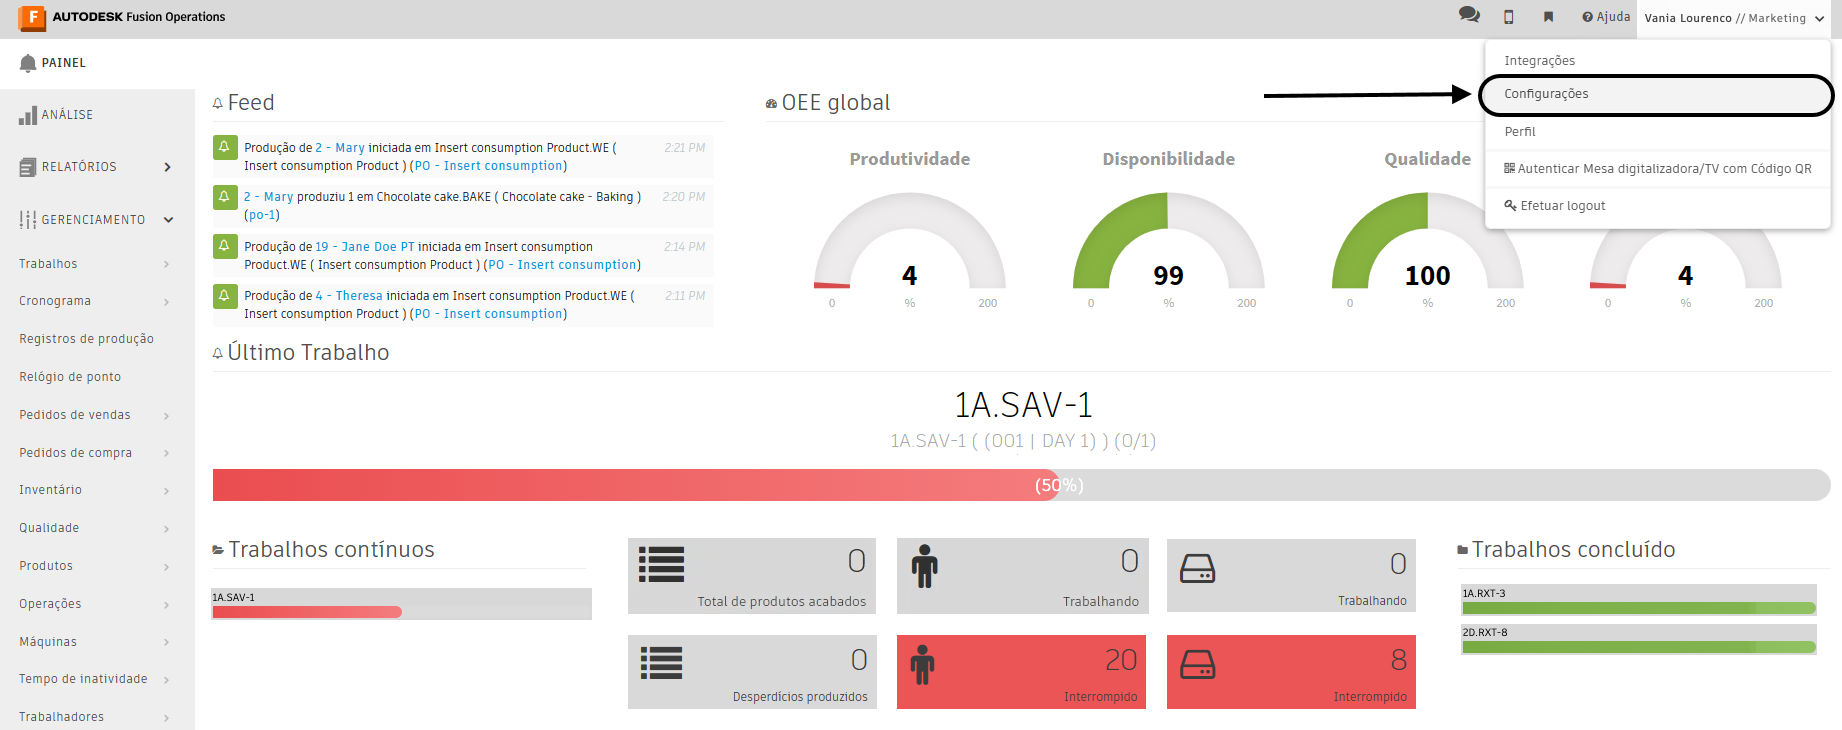 AUTODESK Fusion Operations
Ajuda
Vania Lourenco // Marketing
PAINEL
ANÁLISE
RELATÓRIOS
GERENCIAMENTO
Trabalhos
Cronograma
Registros de produção
Relógio de ponto
Pedidos de vendas
Pedidos de compra
Inventário
Qualidade
Produtos
Operações
Máquinas
Tempo de inatividade
Trabalhadores
Integrações
Configurações
Perfil
Autenticar Mesa digitalizadora/TV com Código QR
Efetuar logout
Feed
Produção de 2 - Mary iniciada em Insert consumption Product.WE (
Insert consumption Product ) (PO - Insert consumption)
2:21 PM
2 - Mary produziu 1 em Chocolate cake.BAKE ( Chocolate cake - Baking )
(po-1)
2:20 PM
Produção de 19 - Jane Doe PT iniciada em Insert consumption
Product.WE ( Insert consumption Product ) (PO - Insert consumption)
2:14 PM
Produção de 4 - Theresa iniciada em Insert consumption Product.WE (
Insert consumption Product ) (PO - Insert consumption)
2:11 PM
OEE global
Produtividade
4
0 % 200
Disponibilidade
99
0 % 200
Qualidade
100
0 % 200
4
0 % 200
Último Trabalho
1A.SAV-1
1A.SAV-1 ( (001 | DAY 1) ) (0/1)
(50%)
Trabalhos contínuos
1A.SAV-1
0
Total de produtos acabados
0
Trabalhando
0
Trabalhando
0
Desperdícios produzidos
20
Interrompido
8
Interrompido
Trabalhos concluído
1A.RXT-3
2D.RXT-8